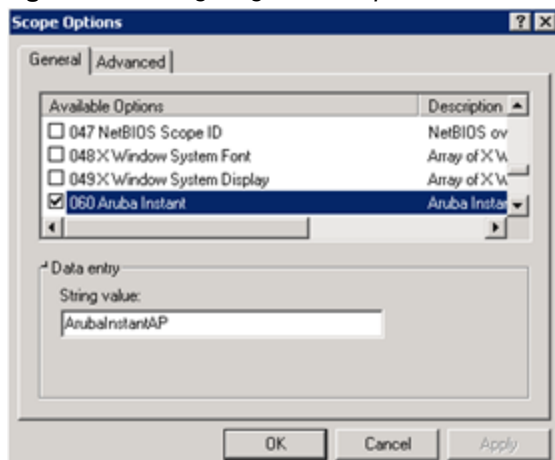 Scope Options
General Advanced
Available Options Description
047 NetBIOS Scope ID NetBIOS ov
048 X Window System Font Array of X W
049 X Window System Display Array of X W
060 Aruba Instant Aruba Instar
Data entry
String value:
ArubaInstantAP
OK Cancel Apply